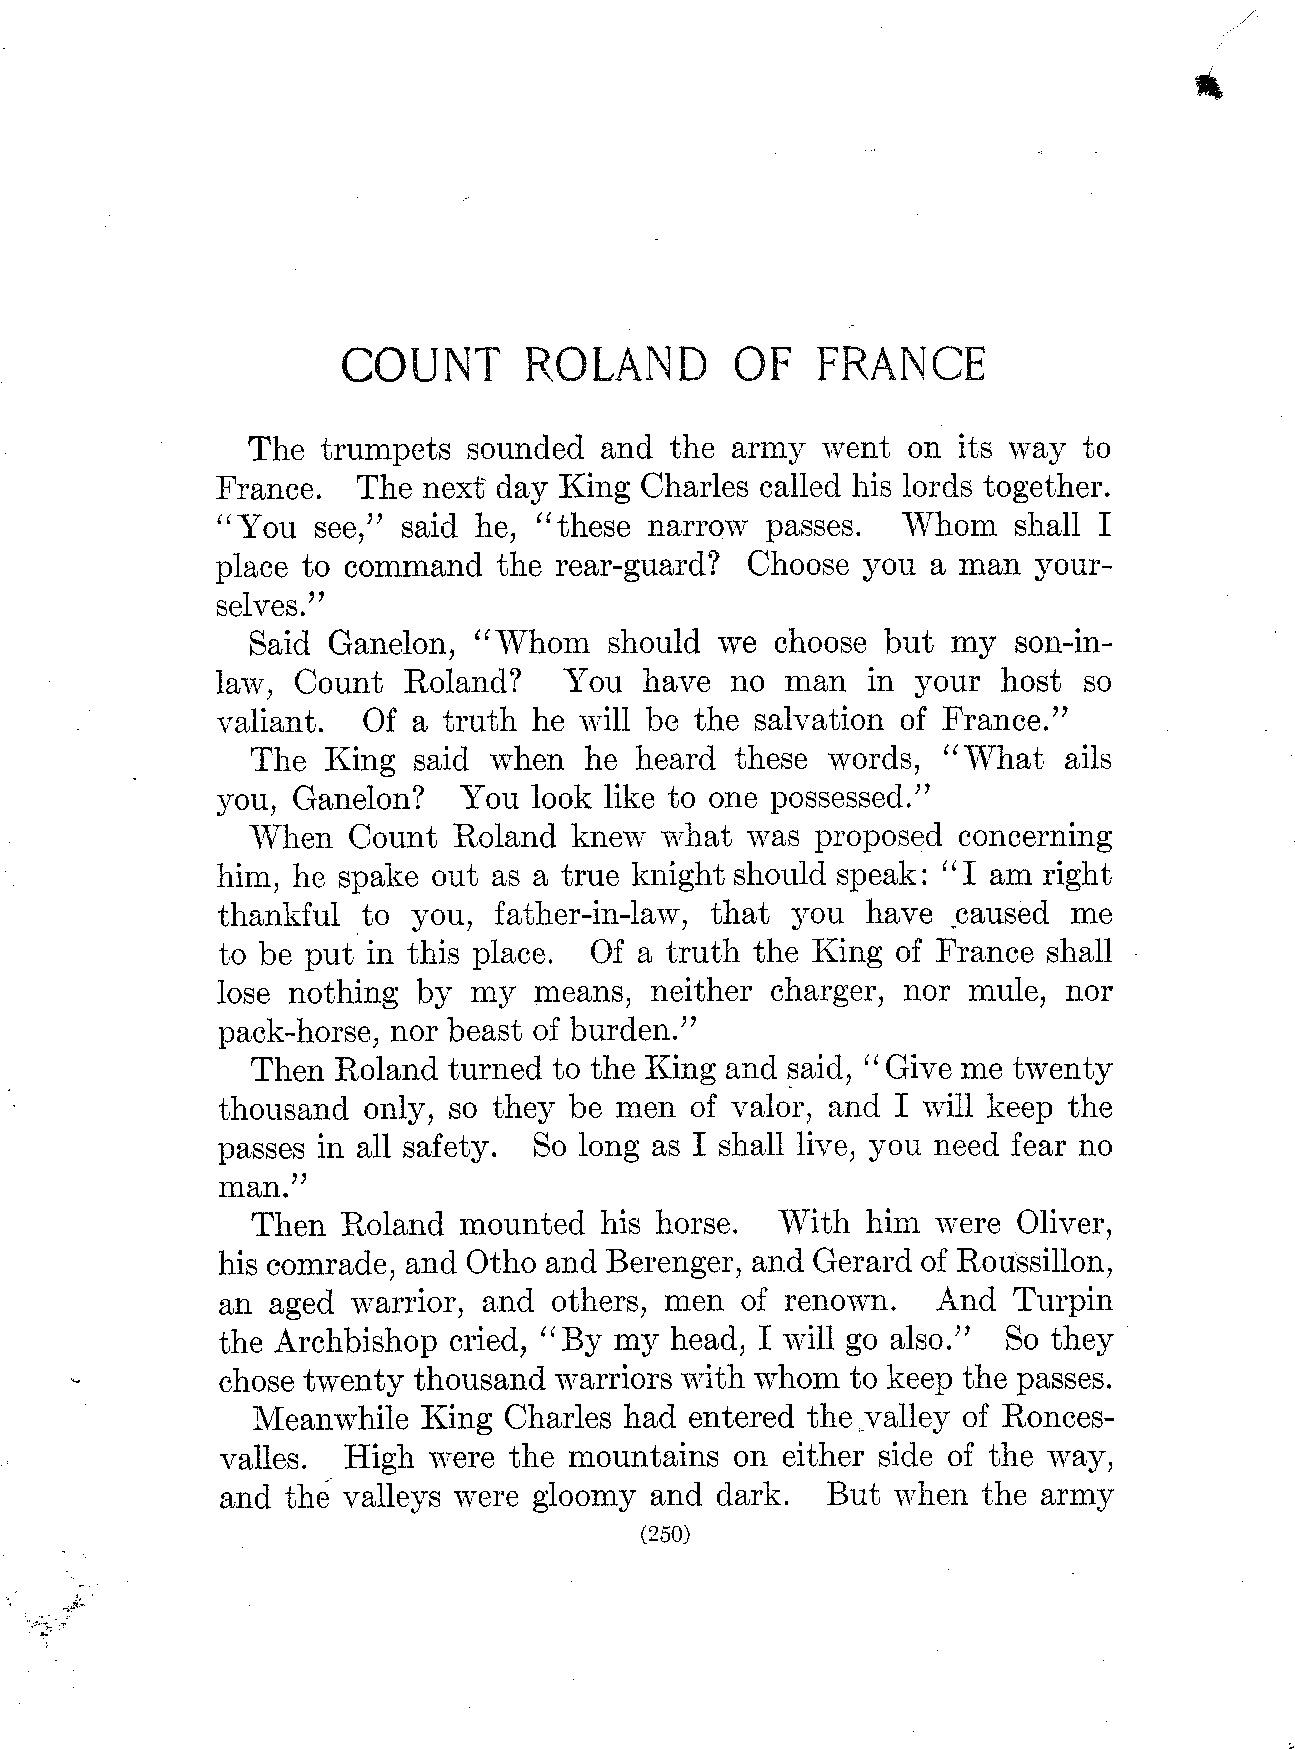 COUNT ROLAND OF FRANCE
The trumpets sounded and the army went on its way to
France. The next day King Charles called his lords together.
"You see," said he, "these narrow passes. Whom shall I
place to command the rear-guard? Choose you a man your-
selves."
Said Ganelon, "Whom should we choose but my son-in-
law, Count Roland? You have no man in your host so
valiant. Of a truth he will be the salvation of France."
The King said when he heard these words, "What ails
you, Ganelon? You look like to one possessed."
When Count Roland knew what was proposed concerning
him, he spake out as a true knight should speak: "I am right
thankful to you, father-in-law, that you have caused me
to be put in this place. Of a truth the King of France shall
lose nothing by my means, neither charger, nor mule, nor
pack-horse, nor beast of burden."
Then Roland turned to the King and said, "Give me twenty
thousand only, so they be men of valor, and I will keep the
passes in all safety. So long as I shall live, you need fear no
man."
Then Roland mounted his horse. With him were Oliver,
his comrade, and Otho and Berenger, and Gerard of Roussillon,
an aged warrior, and others, men of renown. And Turpin
the Archbishop cried, "By my head, I will go also." So they
chose twenty thousand warriors with whom to keep the passes.
Meanwhile King Charles had entered the valley of Ronces-
valles. High were the mountains on either side of the way,
and the valleys were gloomy and dark. But when the army
(250)